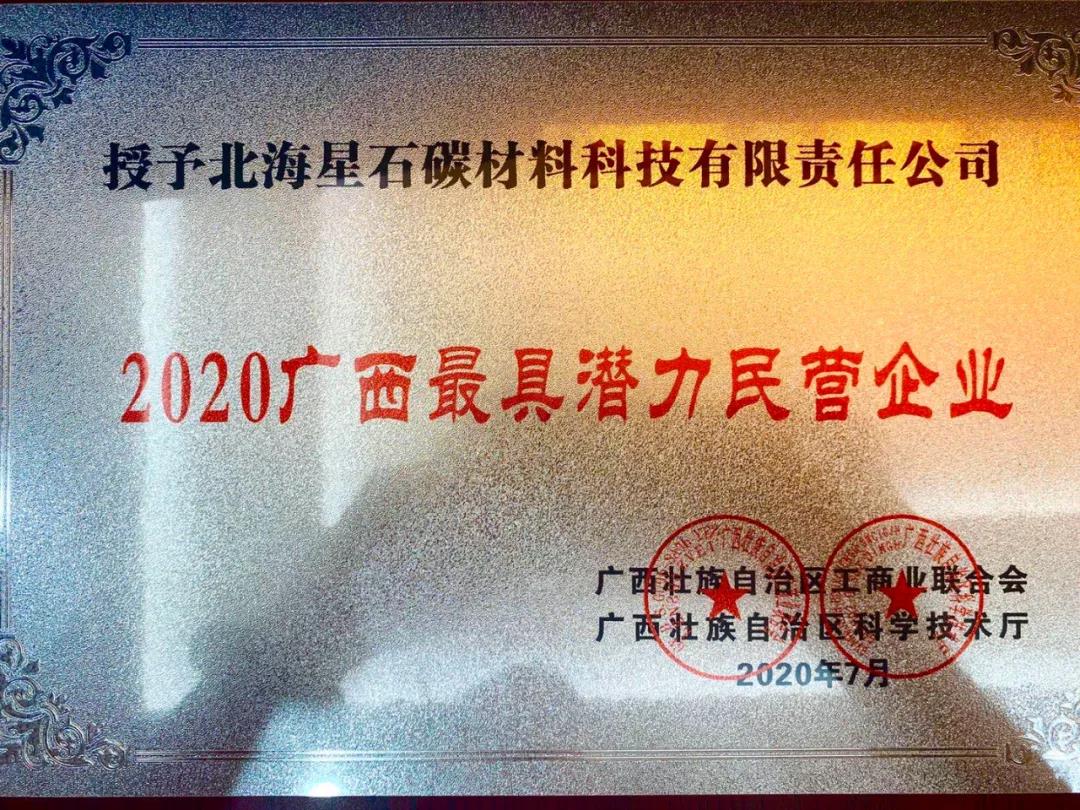 授予北海星石碳材料科技有限责任公司
2020广西最具潜力民营企业
广西壮族自治区工商业联合会
广西壮族自治区科学技术厅
2020年7月